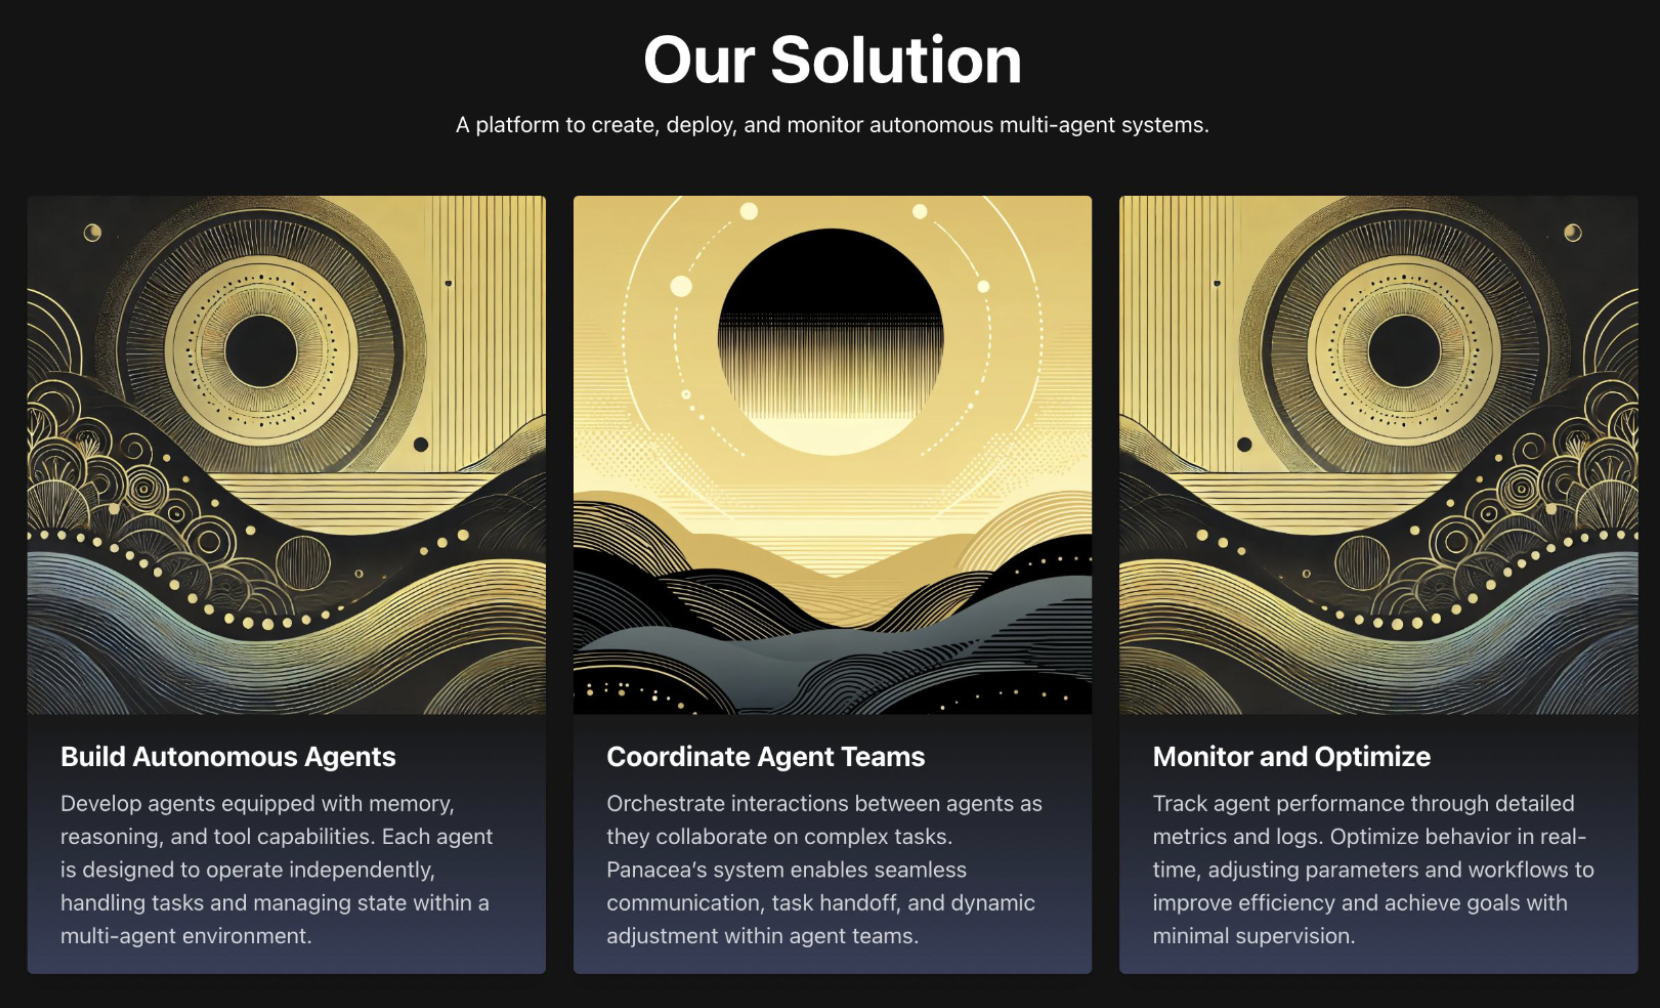 Our Solution
A platform to create, deploy, and monitor autonomous multi-agent systems.
Build Autonomous Agents
Develop agents equipped with memory,
reasoning, and tool capabilities. Each agent
is designed to operate independently,
handling tasks and managing state within a
multi-agent environment.
Coordinate Agent Teams
Orchestrate interactions between agents as
they collaborate on complex tasks.
Panacea's system enables seamless
communication, task handoff, and dynamic
adjustment within agent teams.
Monitor and Optimize
Track agent performance through detailed
metrics and logs. Optimize behavior in real-
time, adjusting parameters and workflows to
improve efficiency and achieve goals with
minimal supervision.